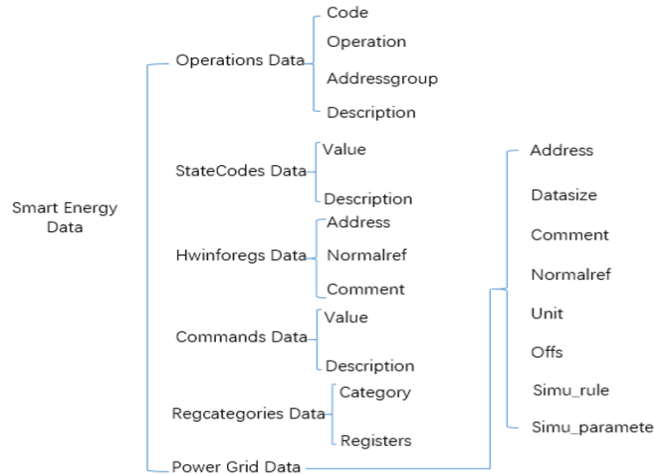 Smart Energy
Data
Operations Data
Code
Operation
Addressgroup
Description
StateCodes Data
Value
Description
Hwinforegs Data
Address
Normalref
Comment
Commands Data
Value
Description
Regcategories Data
Category
Registers
Power Grid Data
Address
Datasize
Comment
Normalref
Unit
Offs
Simu_rule
Simu_paramete